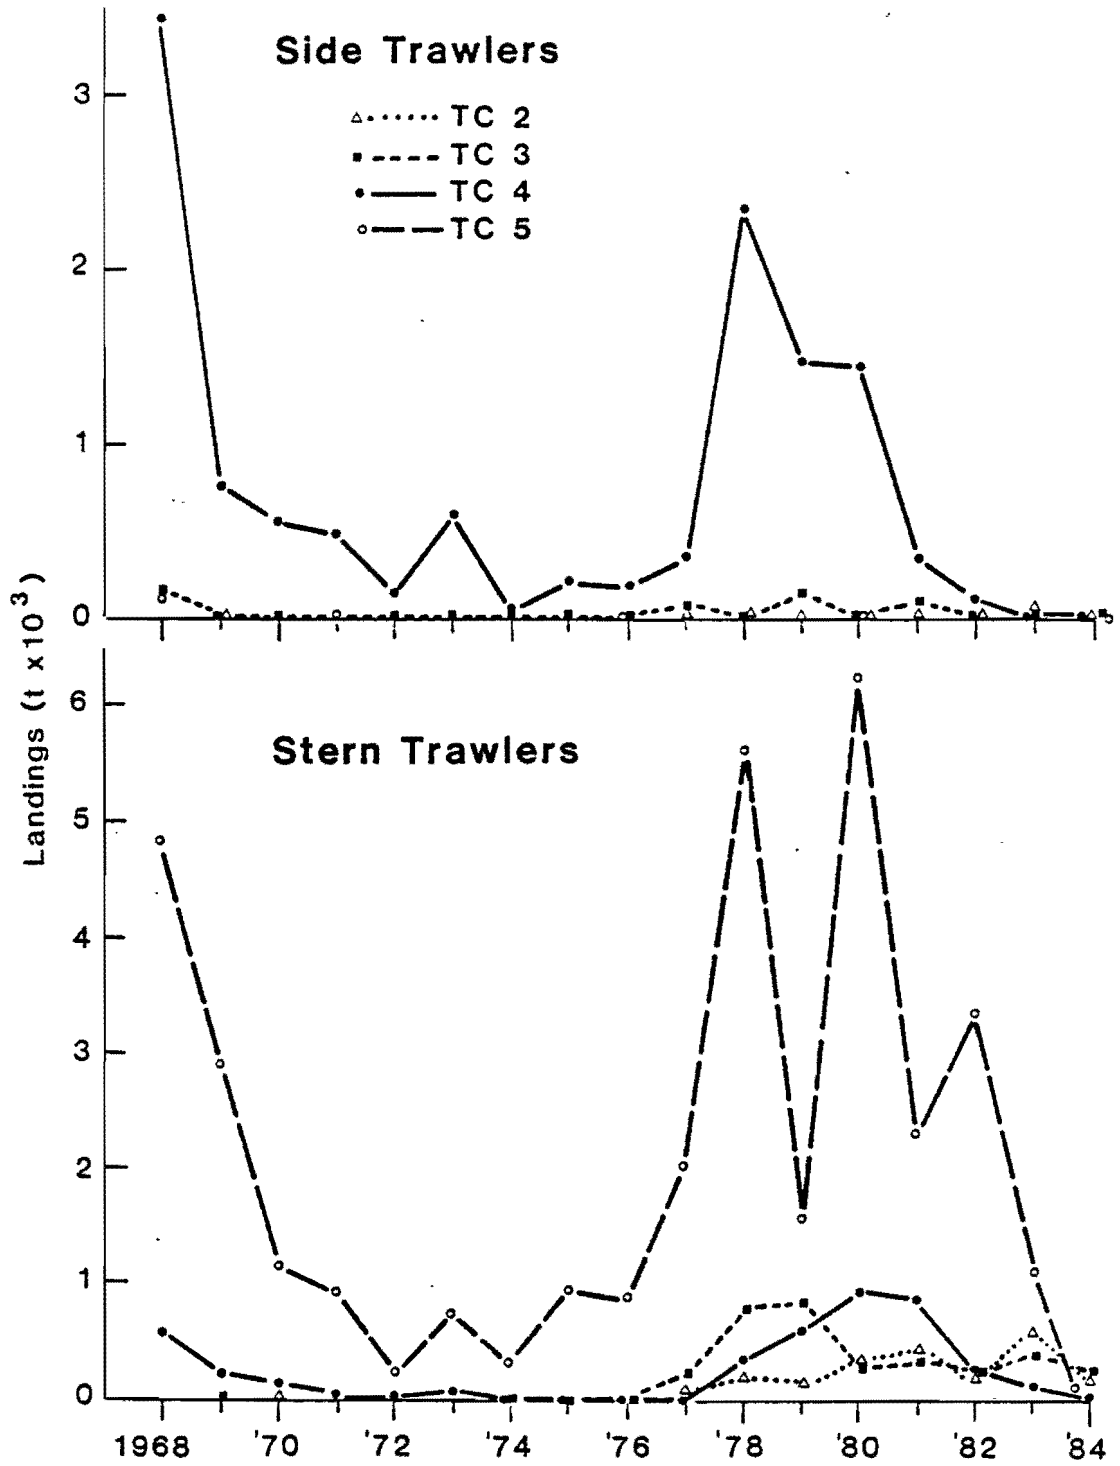 Side Trawlers
TC 2
TC 3
TC 4
TC 5
3
2
1
0
Landings (t x10³)
Stern Trawlers
6
5
4
3
2
1
0
1968 '70 '72 '74 '76 '78 '80 '82 '84